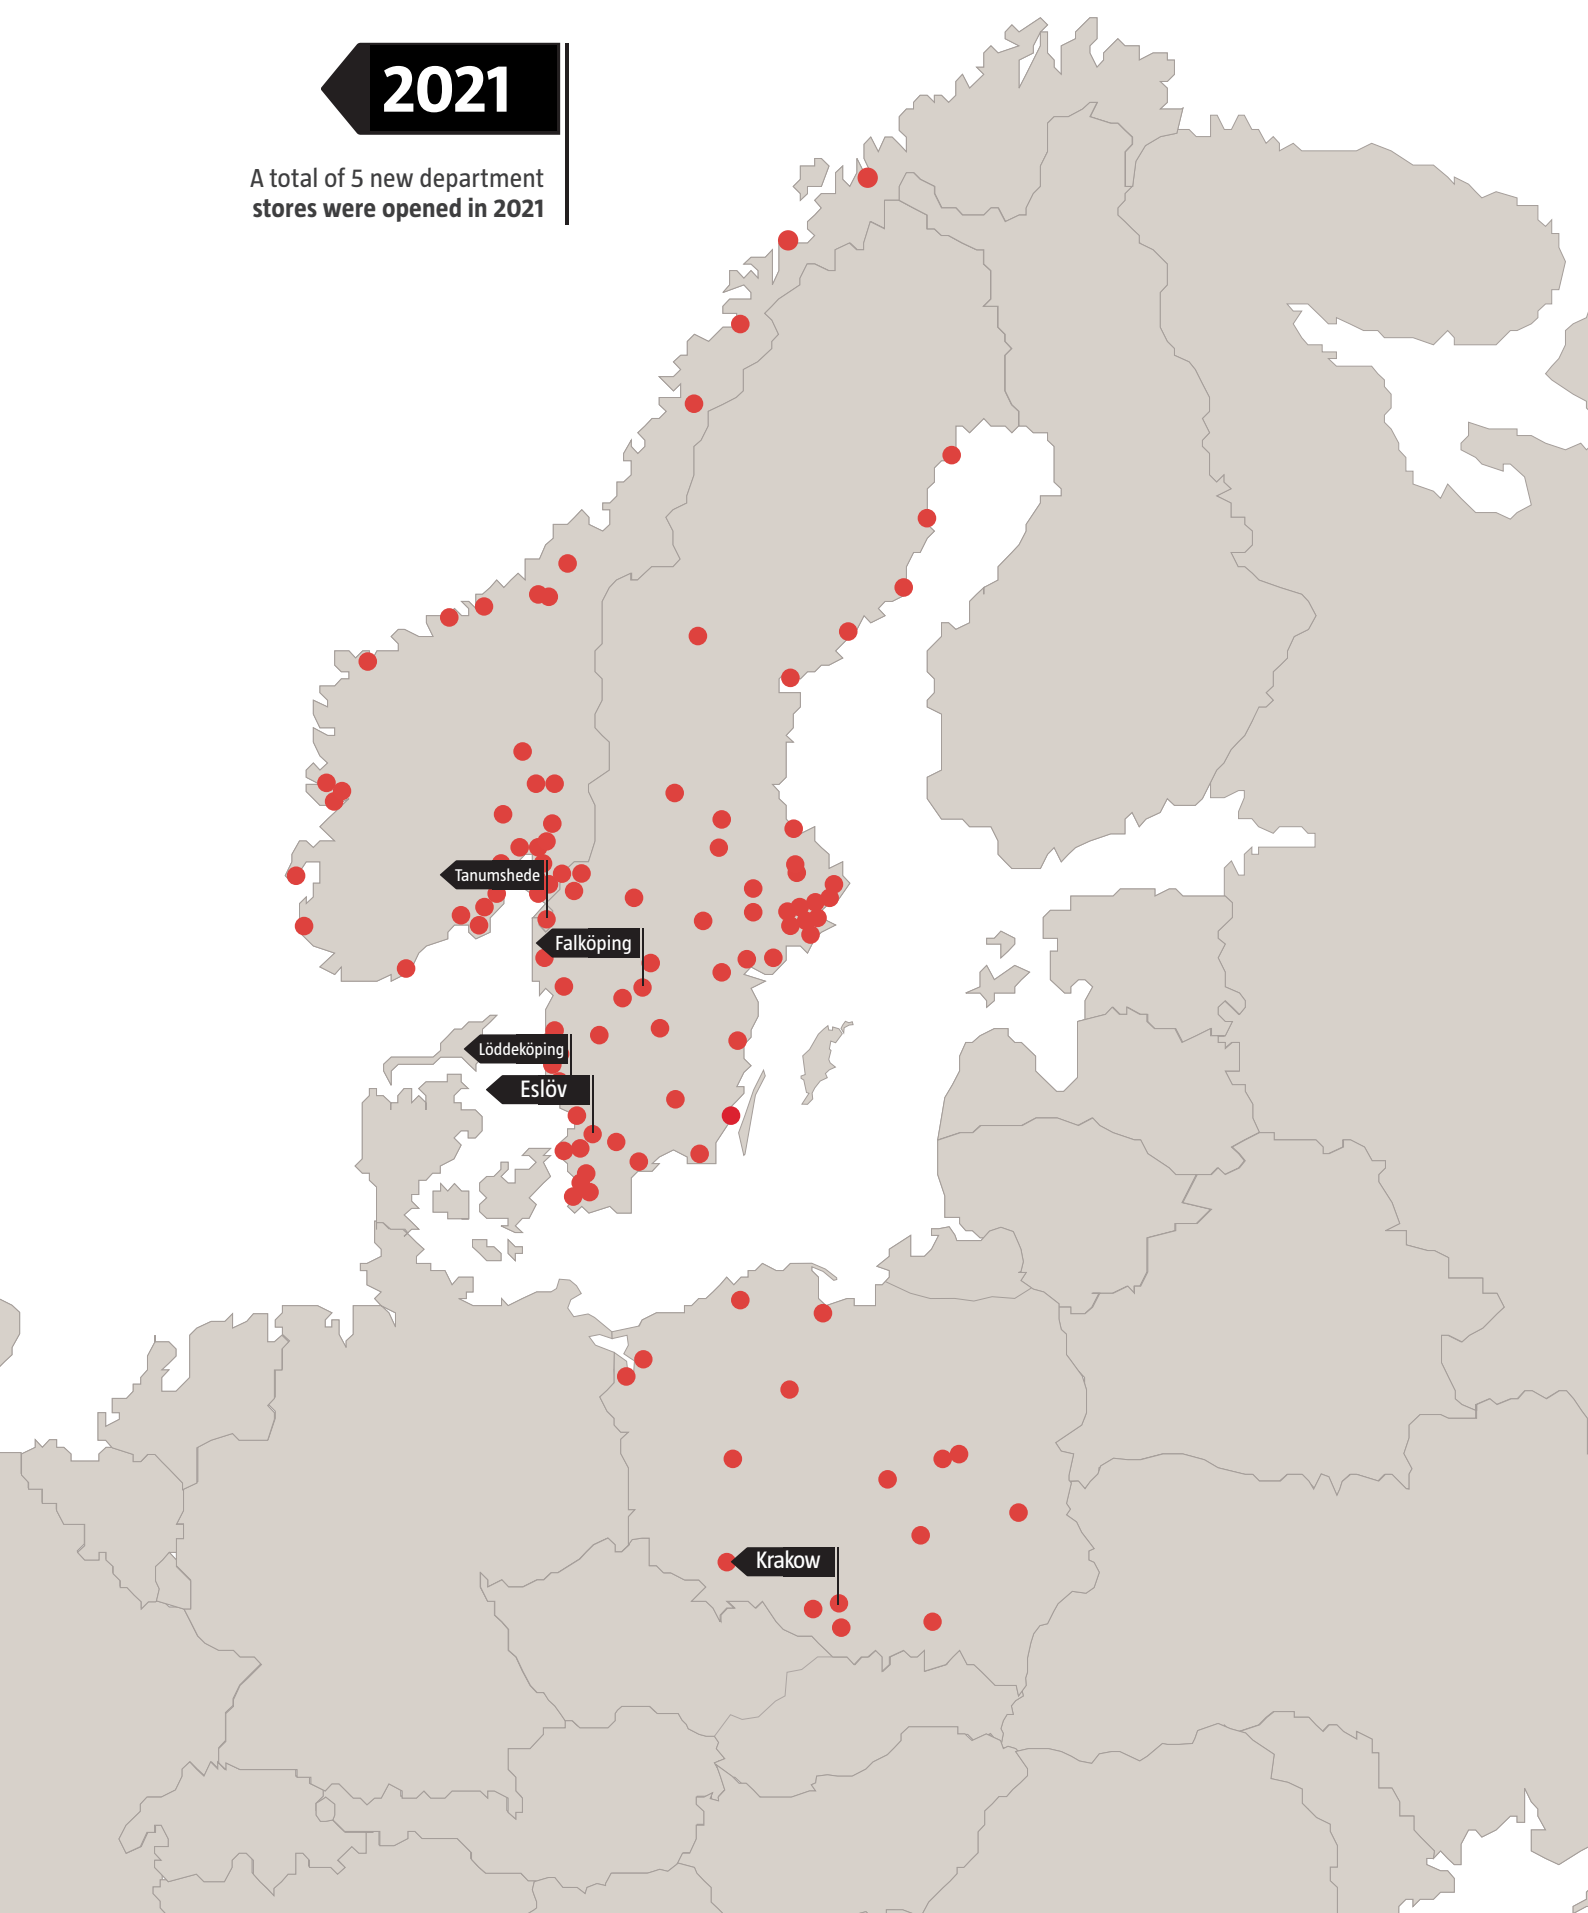 2021
A total of 5 new department
stores were opened in 2021
Tanumshede
Falköping
Löddeköping
Eslöv
Krakow